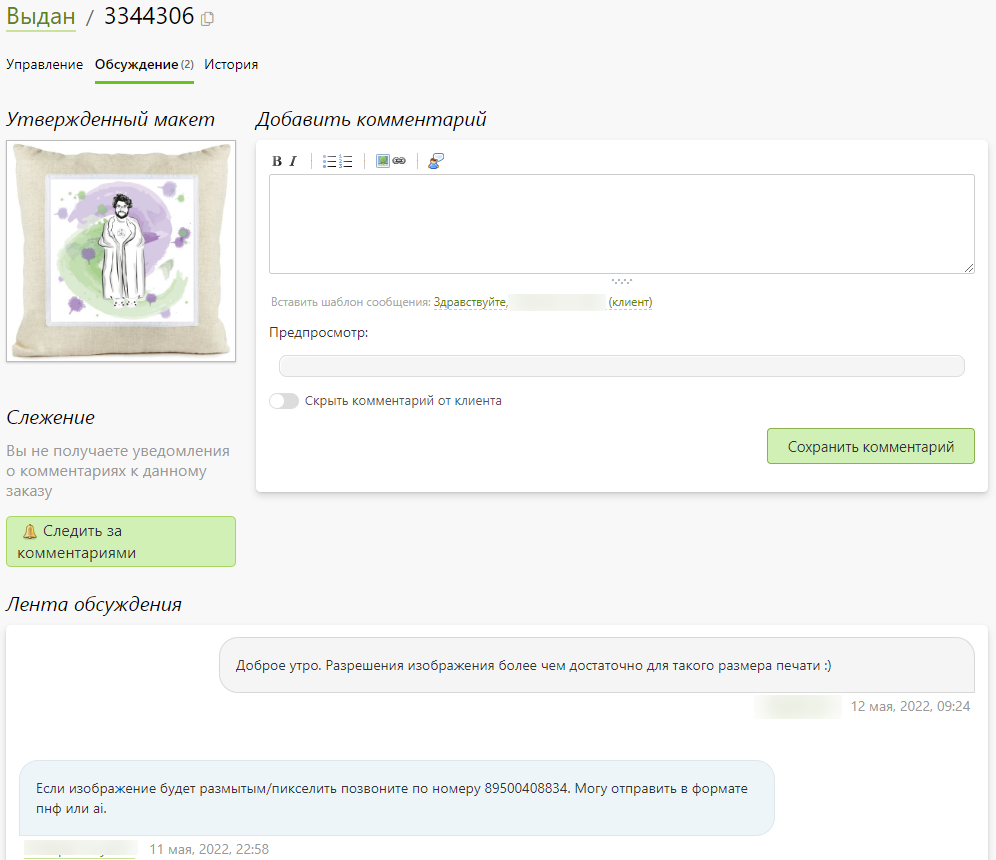 Выдан / 3344306
Управление Обсуждение (2) История
Утвержденный макет
Добавить комментарий
B I
Вставить шаблон сообщения: Здравствуйте, (клиент)
Предпросмотр:
Скрыть комментарий от клиента
Сохранить комментарий
Слежение
Вы не получаете уведомления
о комментариях к данному
заказу
Следить за
комментариями
Лента обсуждения
Доброе утро. Разрешения изображения более чем достаточно для такого размера печати :)
12 мая, 2022, 09:24
Если изображение будет размытым/пикселить позвоните по номеру 89500408834. Могу отправить в формате
пнф или ai.
11 мая, 2022, 22:58